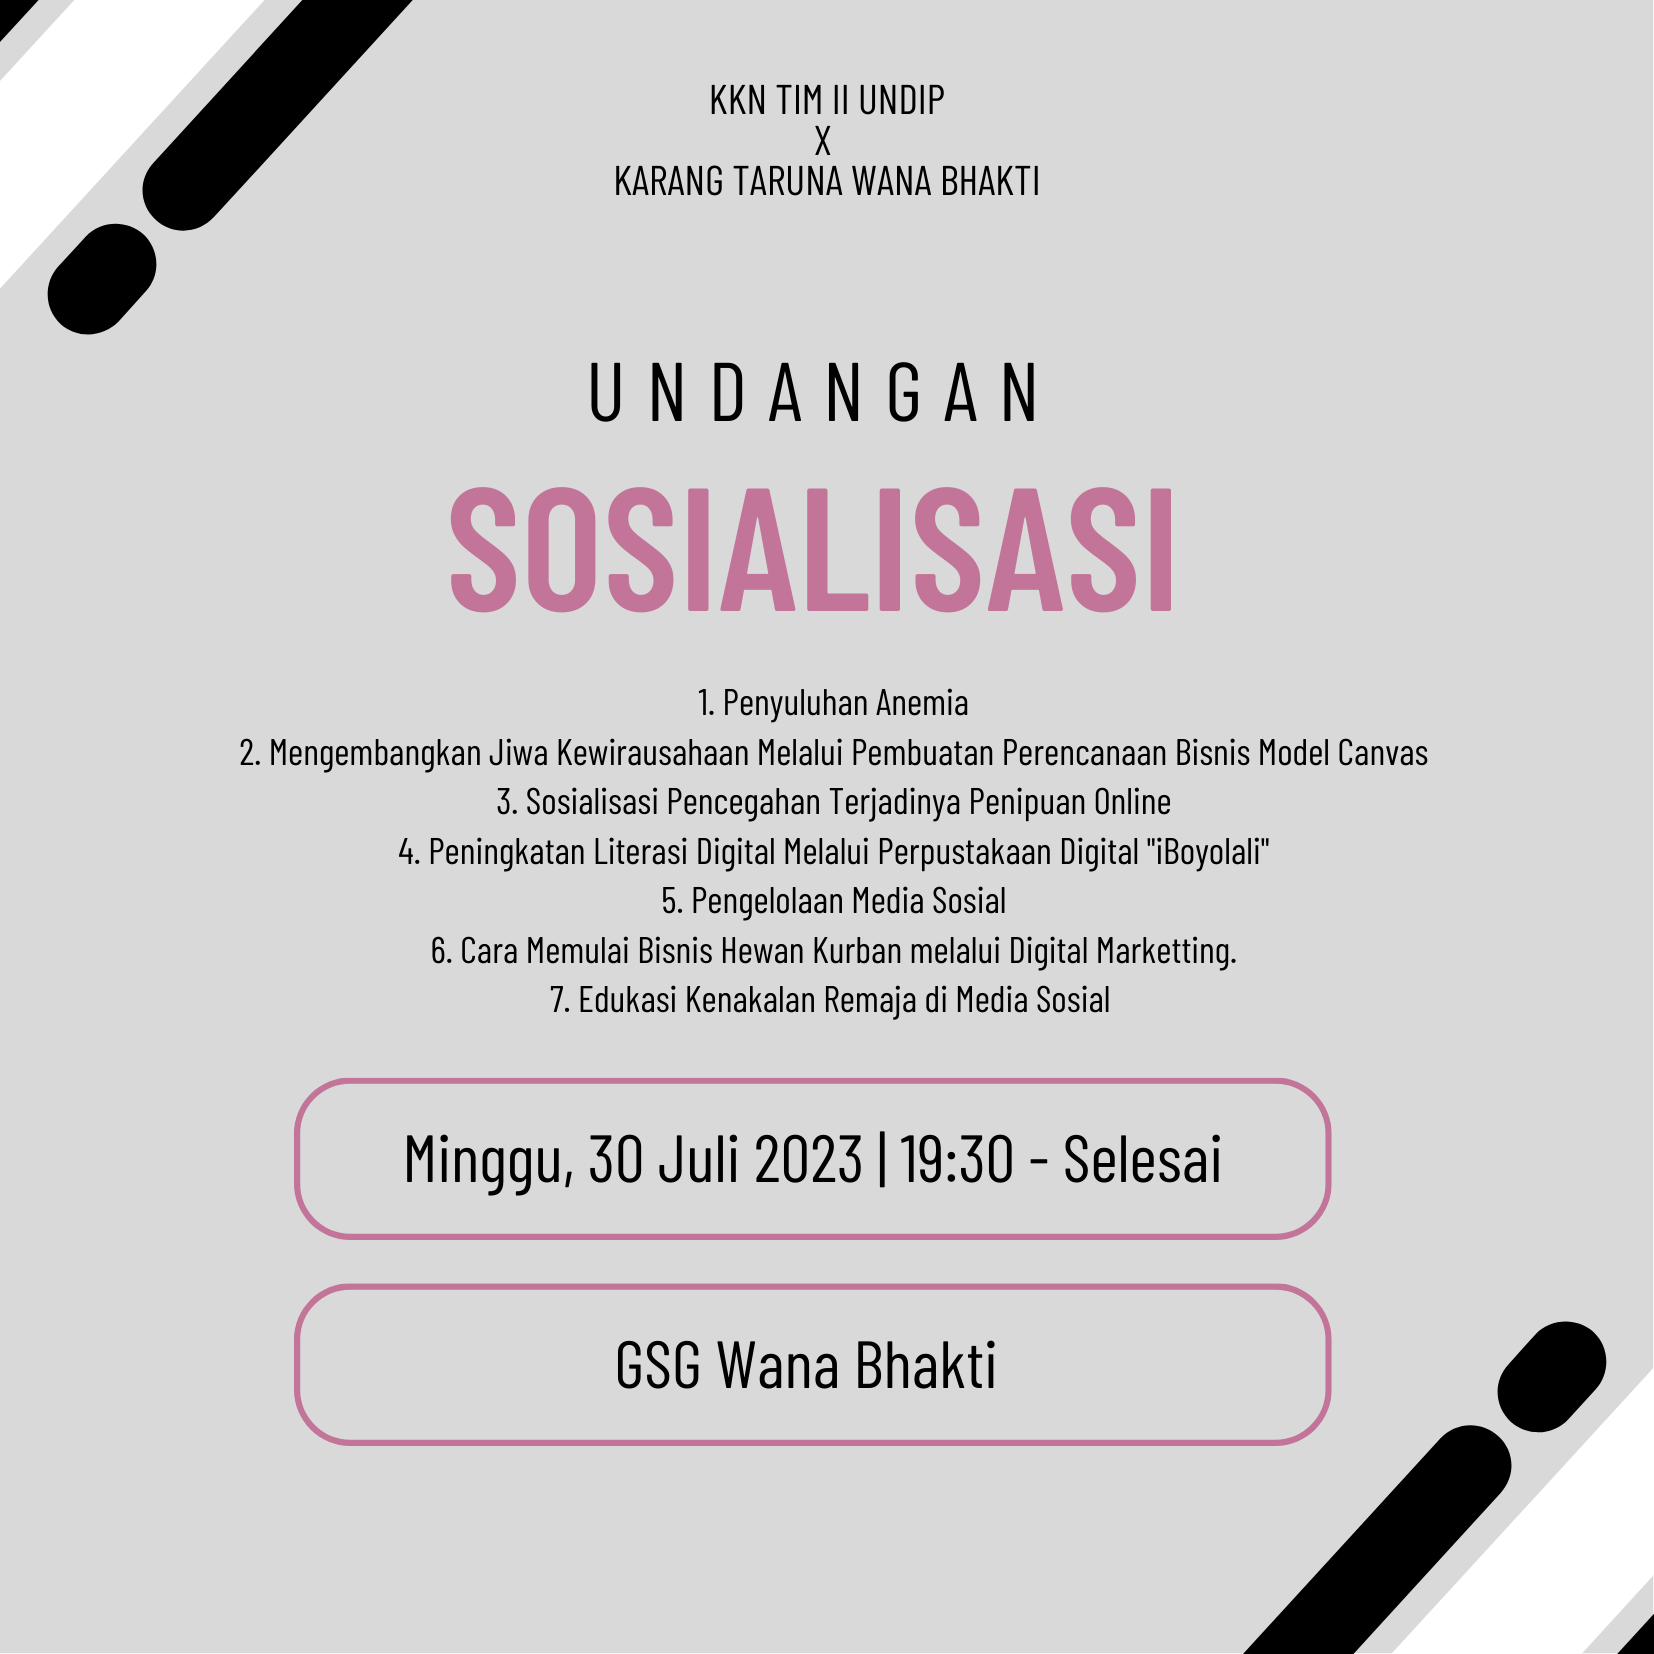 KKN TIM II UNDIP
X
KARANG TARUNA WANA BHAKTI
UNDANGAN
SOSIALISASI
1. Penyuluhan Anemia
2. Mengembangkan Jiwa Kewirausahaan Melalui Pembuatan Perencanaan Bisnis Model Canvas
3. Sosialisasi Pencegahan Terjadinya Penipuan Online
4. Peningkatan Literasi Digital Melalui Perpustakaan Digital "iBoyolali"
5. Pengelolaan Media Sosial
6. Cara Memulai Bisnis Hewan Kurban melalui Digital Marketting.
7. Edukasi Kenakalan Remaja di Media Sosial
Minggu, 30 Juli 2023 | 19:30 - Selesai
GSG Wana Bhakti